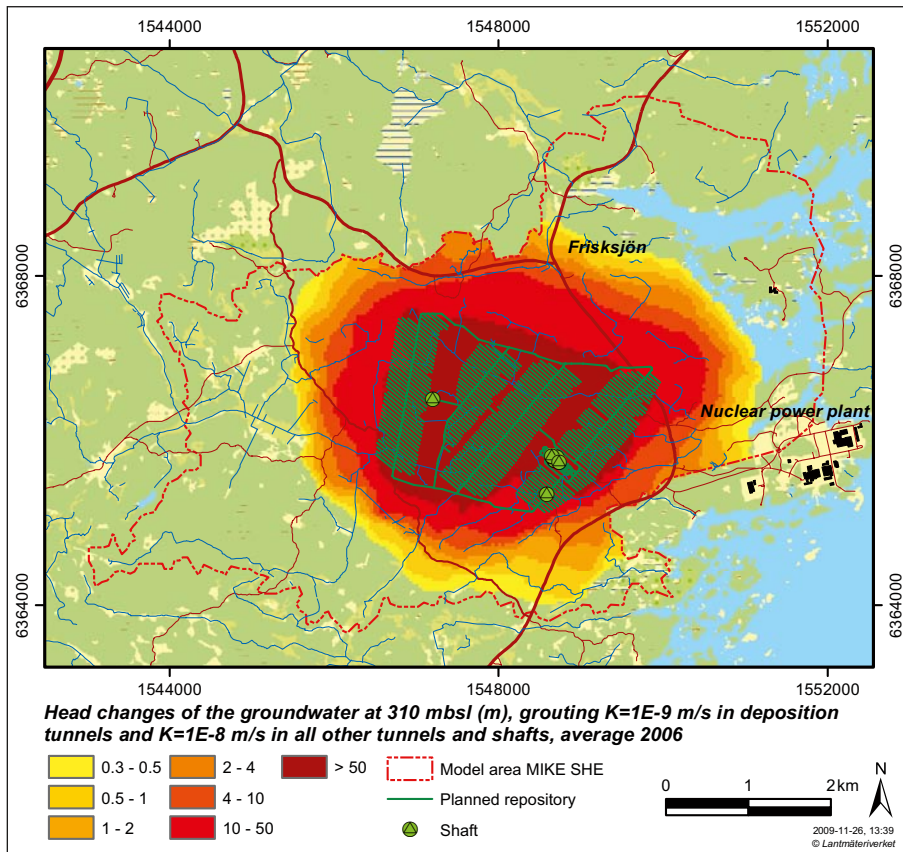 1544000 1548000 1552000
6368000 6368000
Frisksjön
Nuclear power plant
6364000 6364000
1544000 1548000 1552000
Head changes of the groundwater at 310 mbsl (m), grouting K=1E-9 m/s in deposition
tunnels and K=1E-8 m/s in all other tunnels and shafts, average 2006
0.3 - 0.5 2 - 4 > 50 Model area MIKE SHE
0.5 - 1 4 - 10 Planned repository
1 - 2 10 - 50 Shaft
0 1 2 km
N
2009-11-26, 13:39
© Lantmäteriverket